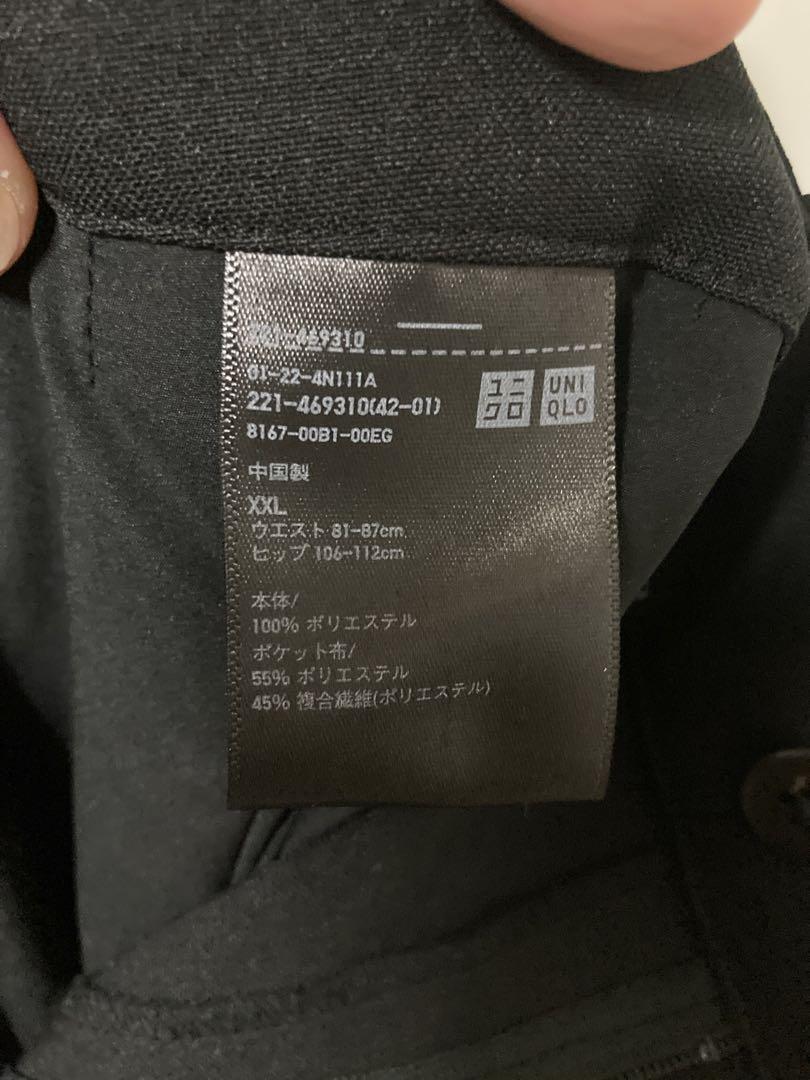 221-469310
01-22-4N111A
221-469310(42-01)
8167-00B1-00EG
ユニ
クロ
UNI
QLO
中国製
XXL
ウエスト 81-87cm
ヒップ 106-112cm
本体/
100% ポリエステル
ポケット布/
55% ポリエステル
45% 複合繊維(ポリエステル)